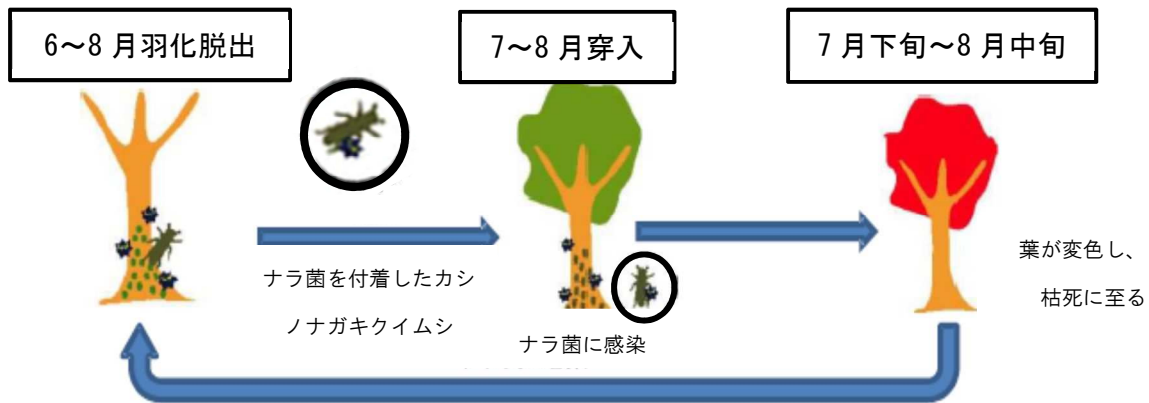 6～8月羽化脱出
7～8月穿入
7月下旬～8月中旬
ナラ菌を付着したカシ
ノナガキクイムシ
ナラ菌に感染
葉が変色し、
枯死に至る